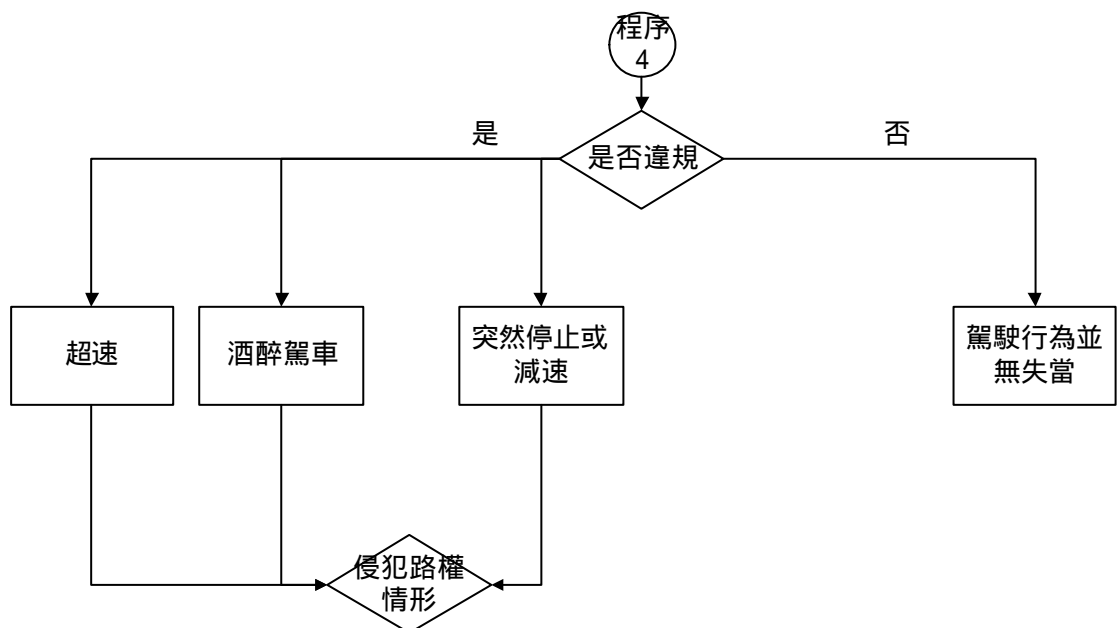 程序
4
是
否
是否違規
超速
酒醉駕車
突然停止或
減速
駕駛行為並
無失當
侵犯路權
情形